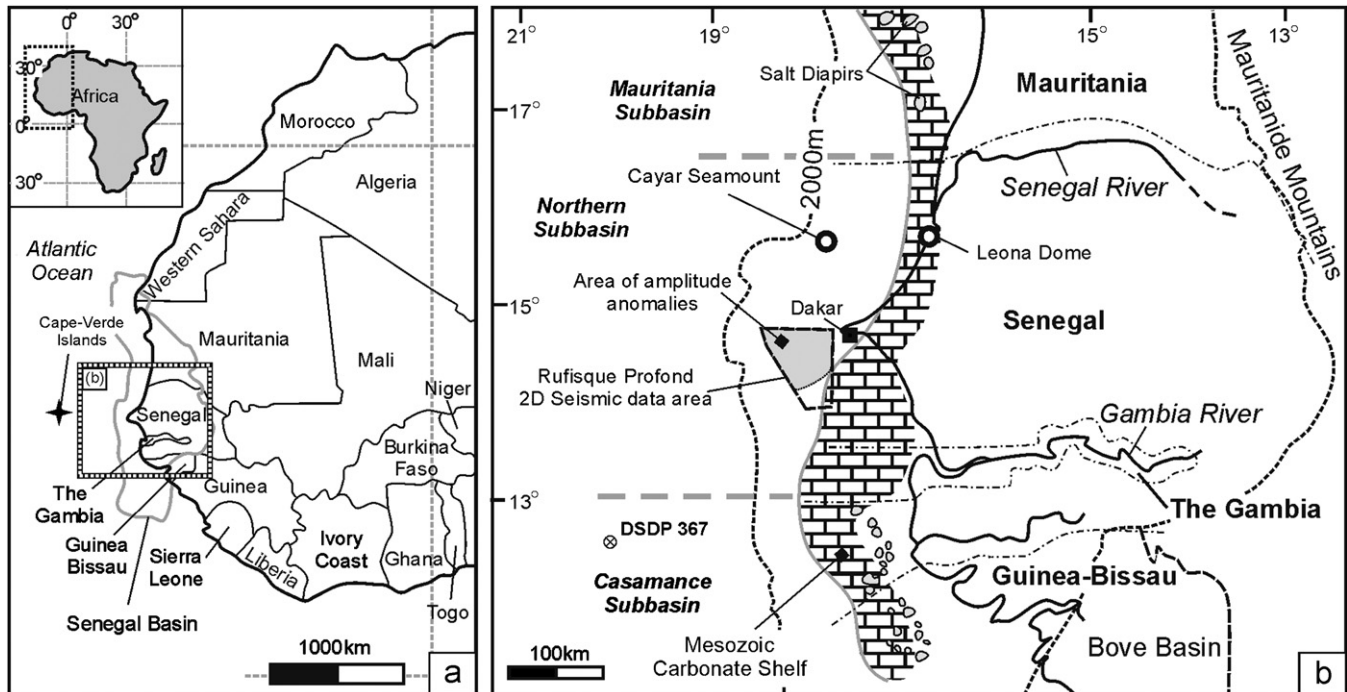 0°
30°
30°
Africa
0°
30°
Morocco
Algeria
Western Sahara
Atlantic
Ocean
Cape-Verde
Islands
Mauritania
Mali
(b)
Niger
Senegal
Burkina
Faso
The
Gambia
Guinea
Guinea
Bissau
Sierra
Leone
Liberia
Ivory
Coast
Ghana
Togo
Senegal Basin
1000km
a
21°
19°
15°
13°
17°
15°
13°
Salt Diapirs
Mauritania
Subbasin
Mauritania
Mauritanide Mountains
2000m
Cayar Seamount
Senegal River
Northern
Subbasin
Leona Dome
Area of amplitude
anomalies
Dakar
Senegal
Rufisque Profond
2D Seismic data area
Gambia River
DSDP 367
The Gambia
Casamance
Subbasin
Guinea-Bissau
Mesozoic
Carbonate Shelf
Bove Basin
100km
b